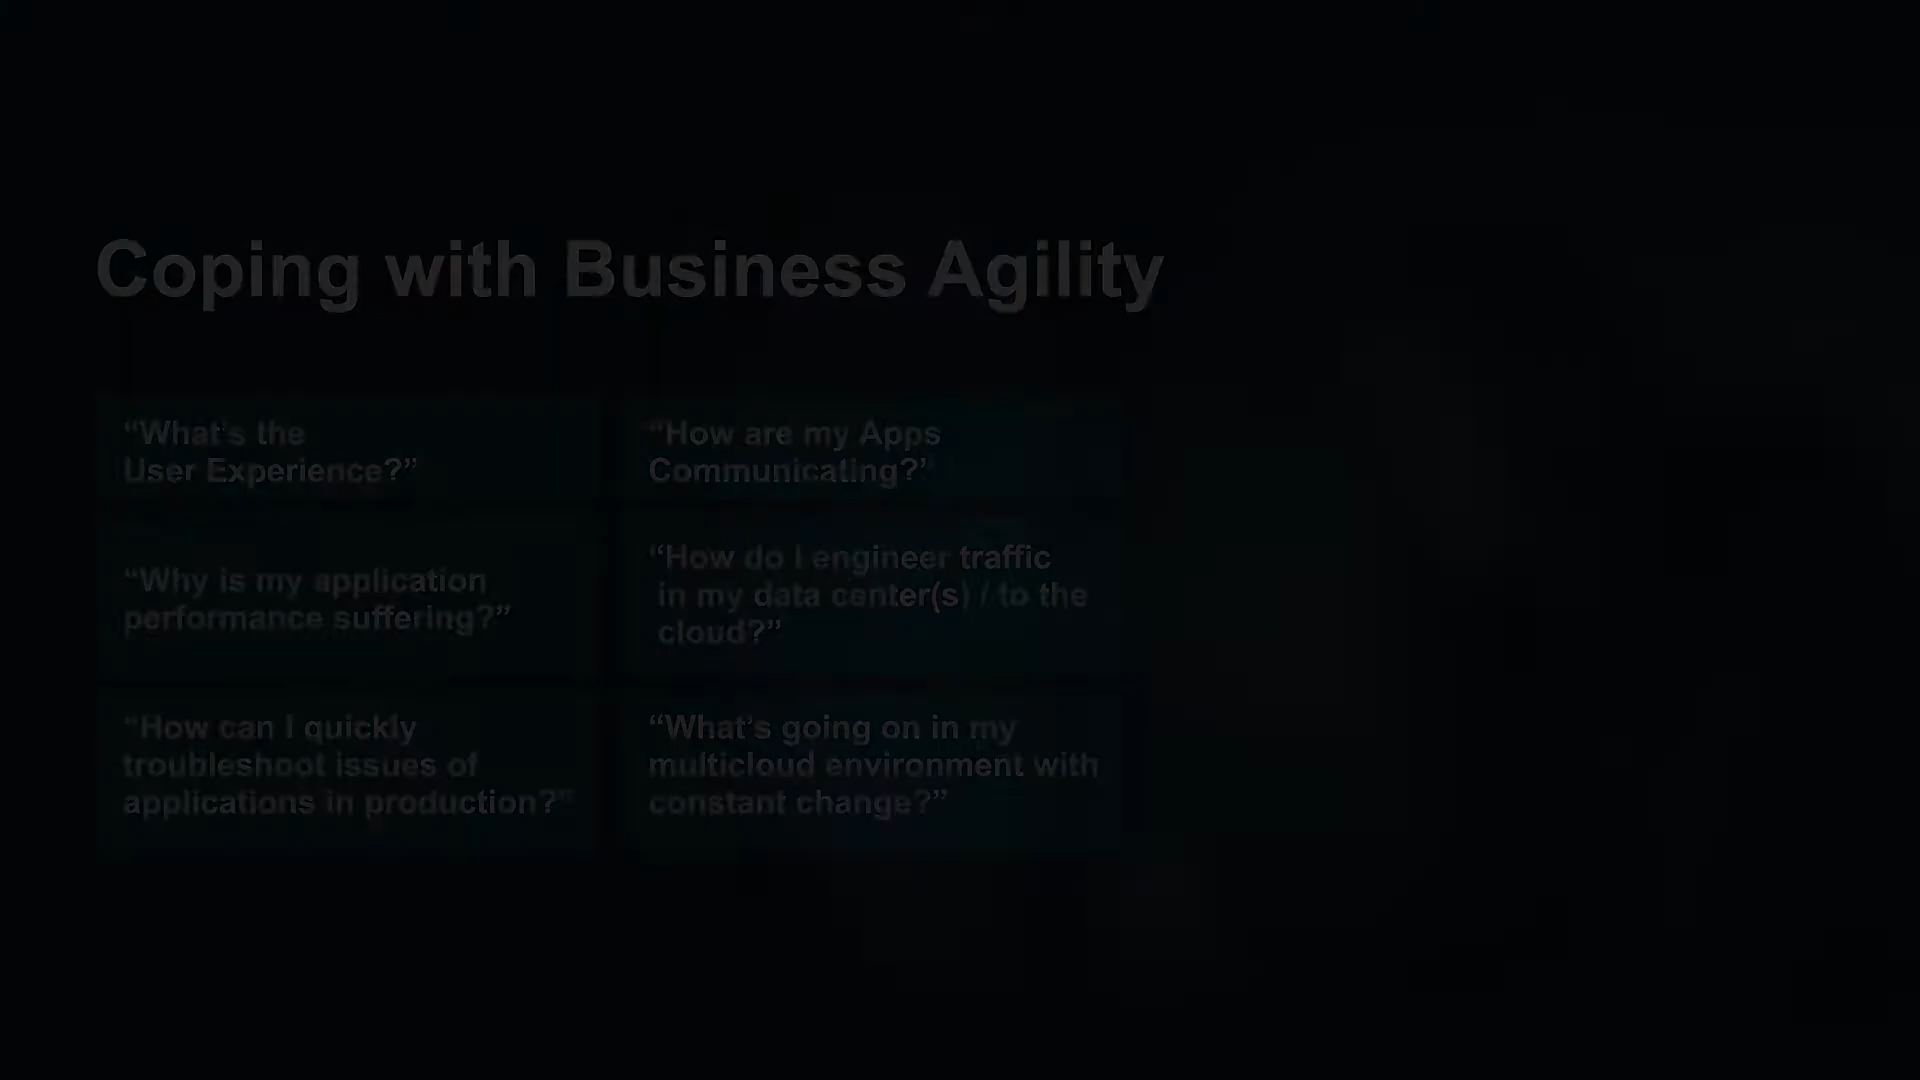 Coping with Business Agility
“What’s the
User Experience?”
“How are my Apps
Communicating?”
“Why is my application
performance suffering?”
“How do I engineer traffic
in my data center(s) / to the
cloud?”
“How can I quickly
troubleshoot issues of
applications in production?”
“What’s going on in my
multicloud environment with
constant change?”